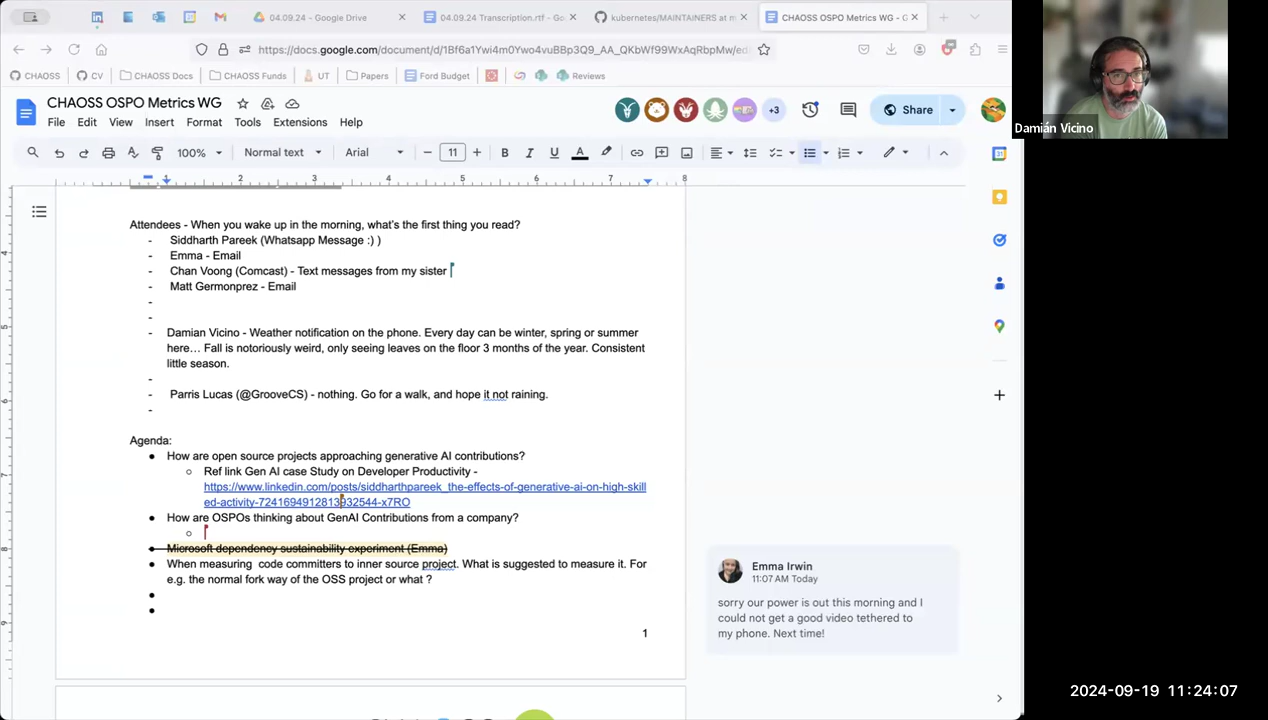 04.09.24 - Google Drive
04.09.24 Transcription.rtf - G
kubernetes/MAINTAINERS at m
CHAOSS OSPO Metrics WG - G
https://docs.google.com/document/d/1Bf6a1Ywi4m0Ywo4vuBBp3Q9_AA_QKbWf99WxAqRbpMw/ed
CHAOSS
CV
CHAOSS Docs
CHAOSS Funds
UT
Papers
Ford Budget
Reviews
CHAOSS OSPO Metrics WG
+3
Share
File Edit View Insert Format Tools Extensions Help
100% Normal text Arial 11 B I U A
1 2 3 4 5 6 7 8
Attendees - When you wake up in the morning, what's the first thing you read?
- Siddharth Pareek (Whatsapp Message :) )
- Emma - Email
- Chan Voong (Comcast) - Text messages from my sister
- Matt Germonprez - Email
-
-
- Damian Vicino - Weather notification on the phone. Every day can be winter, spring or summer
here... Fall is notoriously weird, only seeing leaves on the floor 3 months of the year. Consistent
little season.
-
- Parris Lucas (@GrooveCS) - nothing. Go for a walk, and hope it not raining.
-
Agenda:
● How are open source projects approaching generative AI contributions?
○ Ref link Gen AI case Study on Developer Productivity -
https://www.linkedin.com/posts/siddharthpareek_the-effects-of-generative-ai-on-high-skill
ed-activity-7241694912813932544-x7RO
● How are OSPOs thinking about GenAI Contributions from a company?
○
● Microsoft dependency sustainability experiment (Emma)
● When measuring code committers to inner source project. What is suggested to measure it. For
e.g. the normal fork way of the OSS project or what ?
●
●
1
Emma Irwin
11:07 AM Today
sorry our power is out this morning and I
could not get a good video tethered to
my phone. Next time!
Damián Vicino
2024-09-19 11:24:07